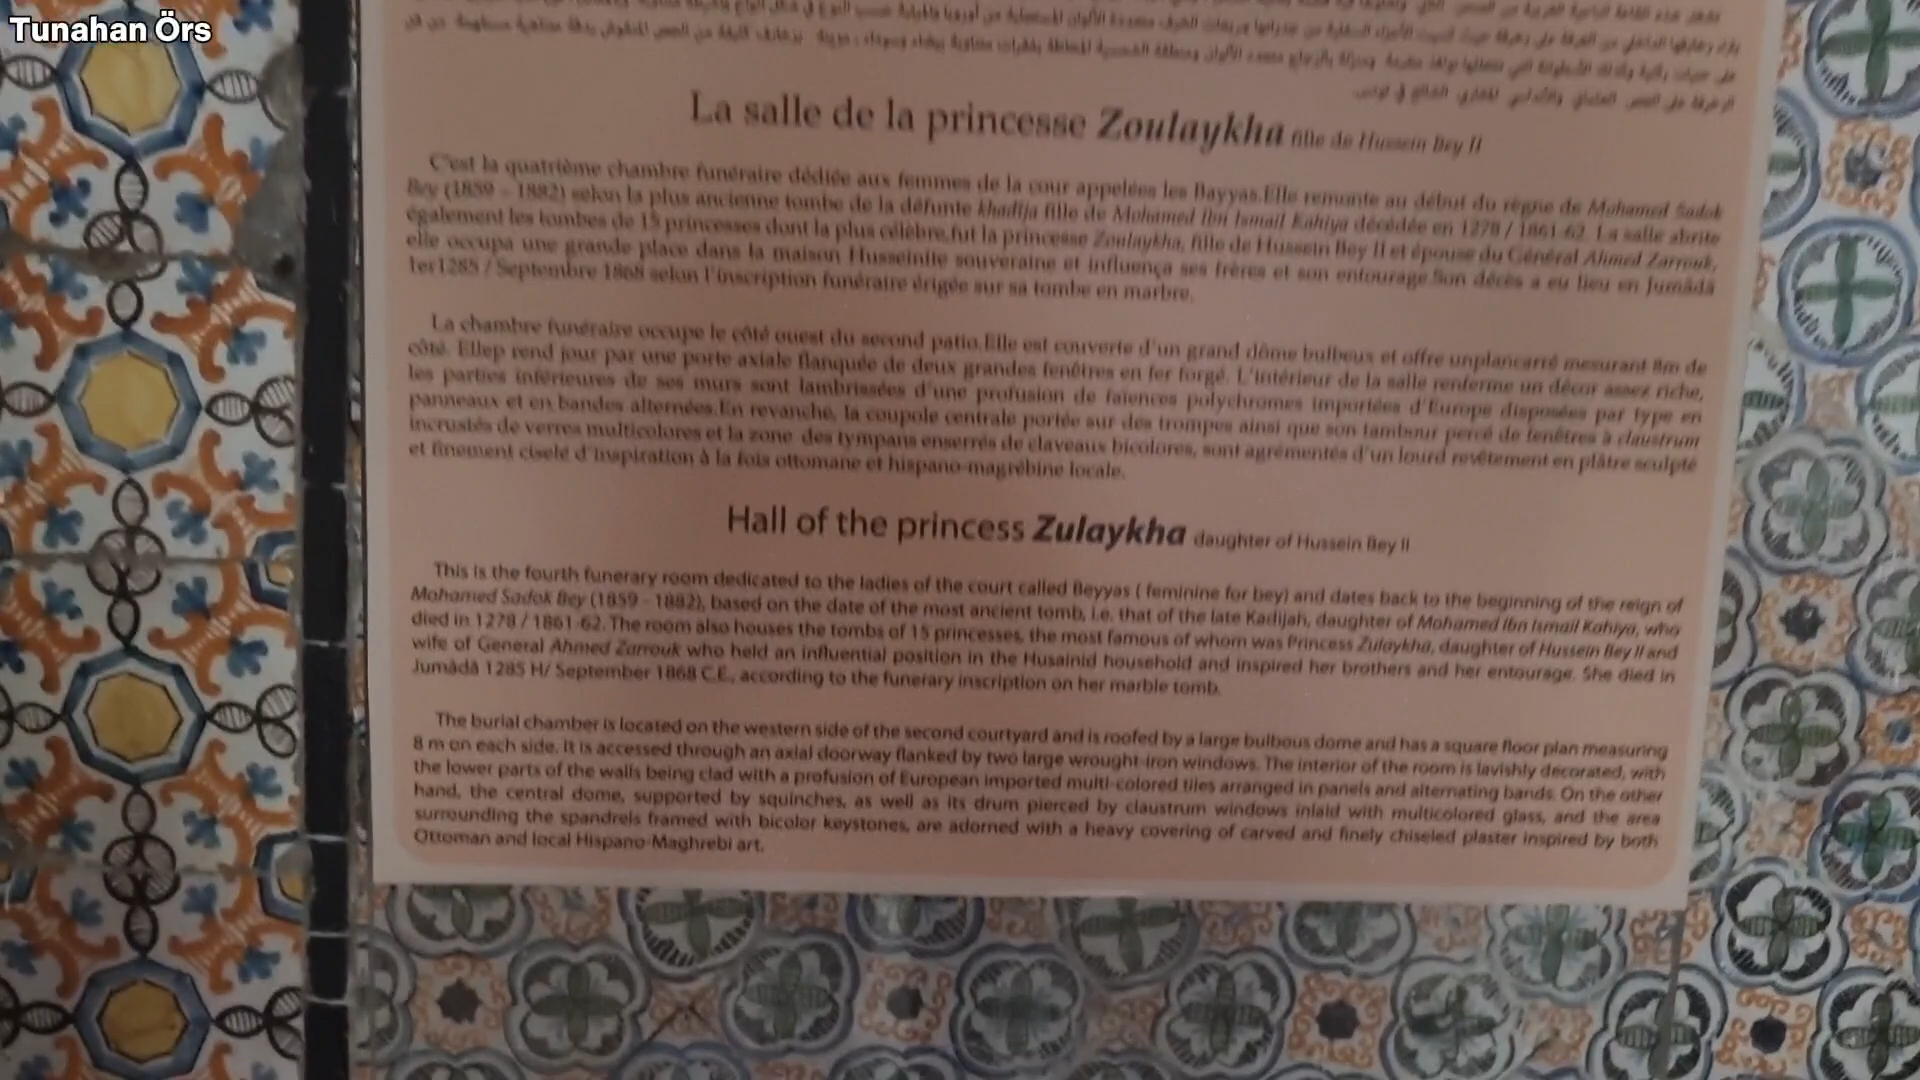 Tunahan Örs
La salle de la princesse Zoulaykha fille de Hussein Bey II
C'est la quatrième chambre funéraire dédiée aux femmes de la cour appelées les Bayyas.Elle remonte au début du règne de Mohamed Sadok
Bey (1859 - 1882) selon la plus ancienne tombe de la défunte khadija fille de Mohamed Ibn Ismail Kahiya décédée en 1278 / 1861-62. La salle abrite
également les tombes de 15 princesses dont la plus célèbre,fut la princesse Zoulaykha, fille de Hussein Bey II et épouse du Général Ahmed Zarrouk,
elle occupa une grande place dans la maison Husseinite souveraine et influença ses frères et son entourage.Son décès a eu lieu en Jumâdâ
1er1285 / Septembre 1868 selon l'inscription funéraire érigée sur sa tombe en marbre.
La chambre funéraire occupe le côté ouest du second patio.Elle est couverte d'un grand dôme bulbeux et offre unplancarré mesurant 8m de
côté. Ellep rend jour par une porte axiale flanquée de deux grandes fenêtres en fer forgé. L'intérieur de la salle renferme un décor assez riche,
les parties inférieures de ses murs sont lambrissées d'une profusion de faïences polychromes importées d'Europe disposées par type en
panneaux et en bandes alternées.En revanche, la coupole centrale portée sur des trompes ainsi que son tambour percé de fenêtres à claustrum
incrustés de verres multicolores et la zone des tympans enserrés de claveaux bicolores, sont agrémentés d'un lourd revêtement en plâtre sculpté
et finement ciselé d'inspiration à la fois ottomane et hispano-magrébine locale.
Hall of the princess Zulaykha daughter of Hussein Bey II
This is the fourth funerary room dedicated to the ladies of the court called Beyyas ( feminine for bey) and dates back to the beginning of the reign of
Mohamed Sadok Bey (1859 - 1882), based on the date of the most ancient tomb, i.e. that of the late Kadijah, daughter of Mohamed Ibn Ismail Kahiya, who
died in 1278 / 1861-62. The room also houses the tombs of 15 princesses, the most famous of whom was Princess Zulaykha, daughter of Hussein Bey II and
wife of General Ahmed Zarrouk who held an influential position in the Husainid household and inspired her brothers and her entourage. She died in
Jumâdâ 1285 H/ September 1868 C.E., according to the funerary inscription on her marble tomb.
The burial chamber is located on the western side of the second courtyard and is roofed by a large bulbous dome and has a square floor plan measuring
8 m on each side. It is accessed through an axial doorway flanked by two large wrought-iron windows. The interior of the room is lavishly decorated, with
the lower parts of the walls being clad with a profusion of European imported multi-colored tiles arranged in panels and alternating bands. On the other
hand, the central dome, supported by squinches, as well as its drum pierced by claustrum windows inlaid with multicolored glass, and the area
surrounding the spandrels framed with bicolor keystones, are adorned with a heavy covering of carved and finely chiseled plaster inspired by both
Ottoman and local Hispano-Maghrebi art.